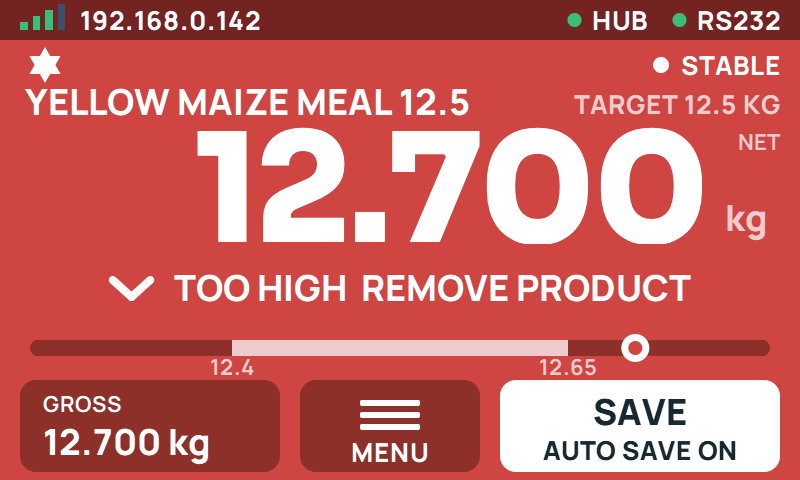 192.168.0.142
HUB
RS232
STABLE
YELLOW MAIZE MEAL 12.5
TARGET 12.5 KG
NET
12.700 kg
TOO HIGH REMOVE PRODUCT
12.4
12.65
GROSS
12.700 kg
MENU
SAVE
AUTO SAVE ON